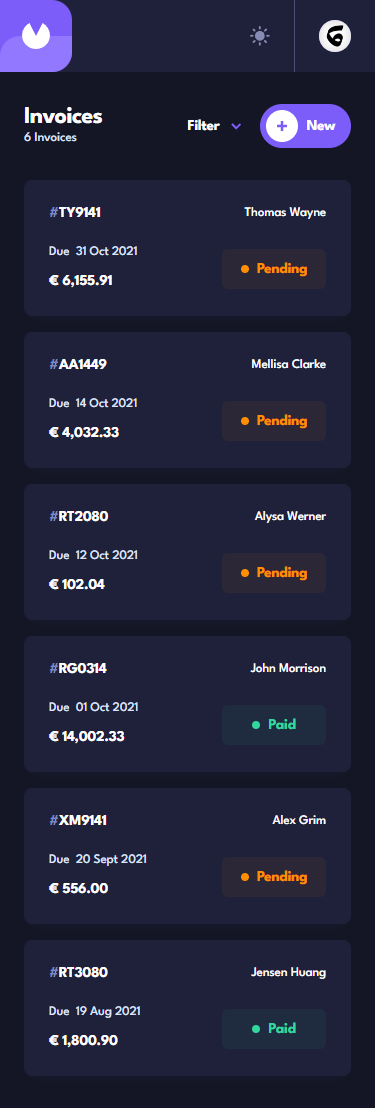 Invoices
6 Invoices
Filter
New
#TY9141 Thomas Wayne
Due 31 Oct 2021
€ 6,155.91 Pending
#AA1449 Mellisa Clarke
Due 14 Oct 2021
€ 4,032.33 Pending
#RT2080 Alysa Werner
Due 12 Oct 2021
€ 102.04 Pending
#RG0314 John Morrison
Due 01 Oct 2021
€ 14,002.33 Paid
#XM9141 Alex Grim
Due 20 Sept 2021
€ 556.00 Pending
#RT3080 Jensen Huang
Due 19 Aug 2021
€ 1,800.90 Paid